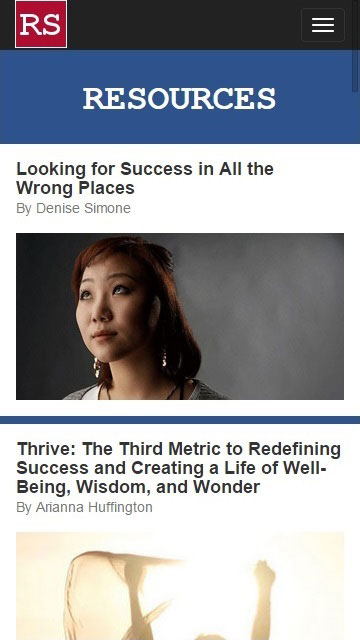 RS
RESOURCES
Looking for Success in All the
Wrong Places
By Denise Simone
Thrive: The Third Metric to Redefining
Success and Creating a Life of Well-
Being, Wisdom, and Wonder
By Arianna Huffington